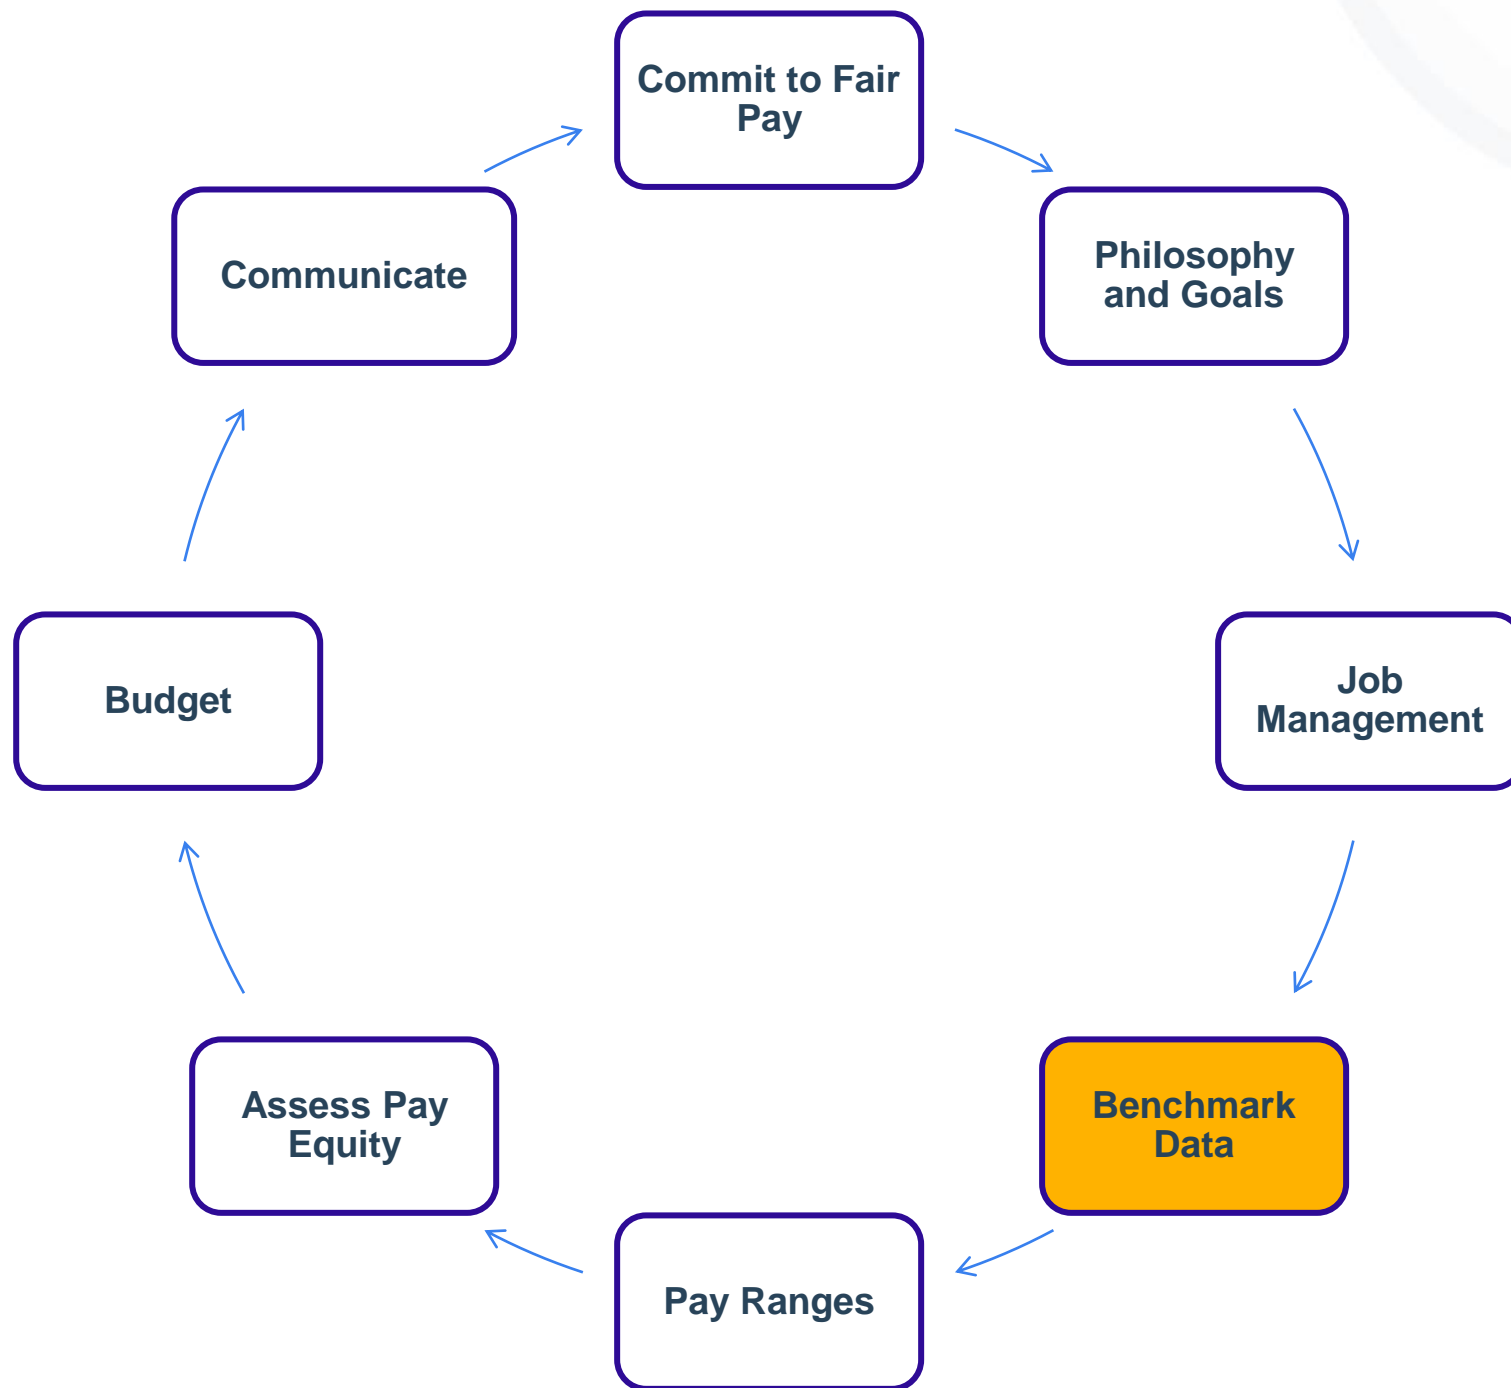 Commit to Fair
Pay
Philosophy
and Goals
Job
Management
Benchmark
Data
Pay Ranges
Assess Pay
Equity
Budget
Communicate